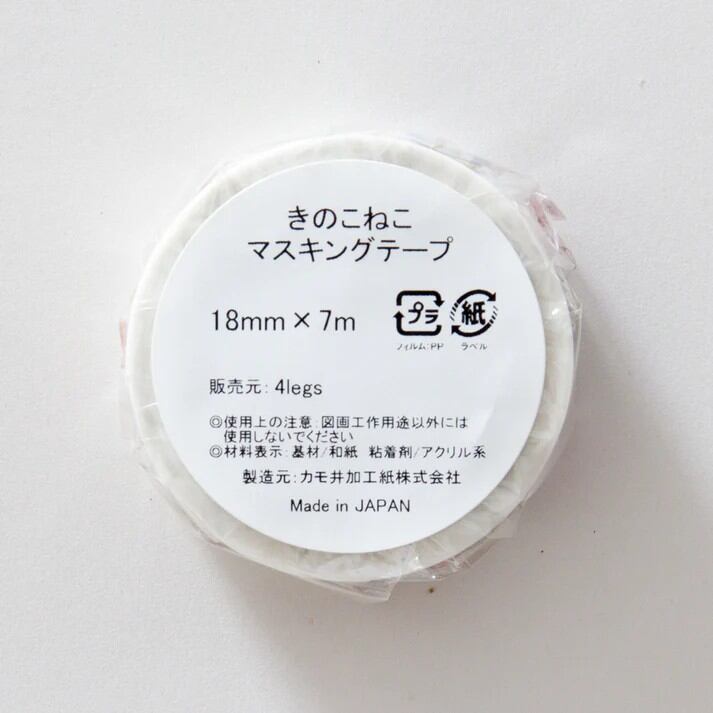 きのこねこ
マスキングテープ
18mm×7m
プラ 紙
フィルム:PP ラベル
販売元: 4legs
◎使用上の注意: 図画工作用途以外には
使用しないでください
◎材料表示: 基材/和紙 粘着剤/アクリル系
製造元: カモ井加工紙株式会社
Made in JAPAN